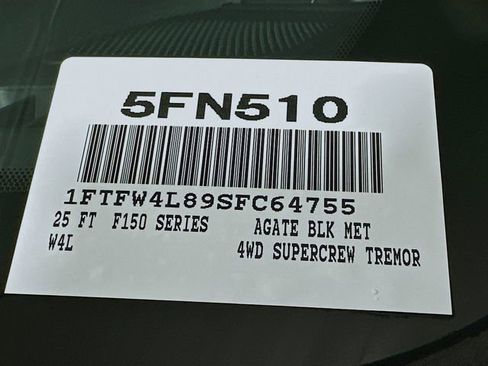 5FN510
1FTFW4L89SFC64755
25 FT F150 SERIES AGATE BLK MET
W4L 4WD SUPERCREW TREMOR